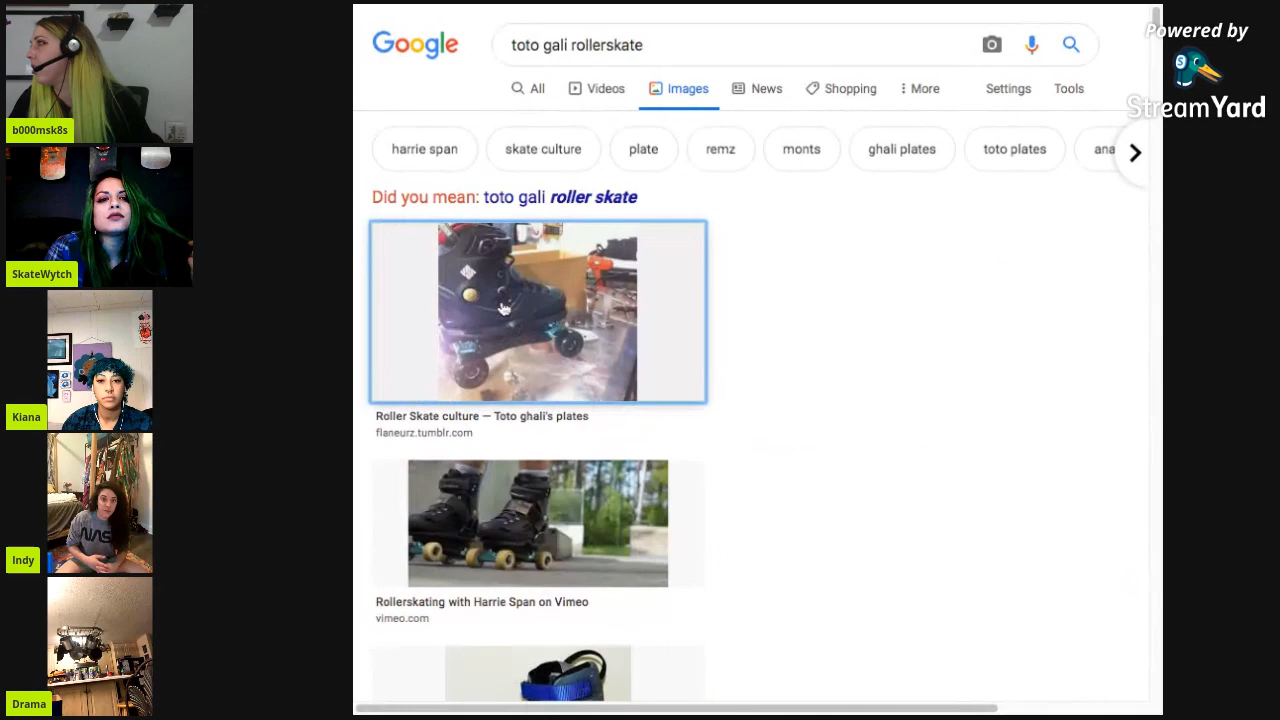 b000msk8s
SkateWytch
Kiana
Indy
NAS
Drama
Google
toto gali rollerskate
All
Videos
Images
News
Shopping
More
Settings
Tools
harrie span
skate culture
plate
remz
monts
ghali plates
toto plates
ana
Did you mean: toto gali roller skate
Roller Skate culture — Toto ghali's plates
flaneurz.tumblr.com
Rollerskating with Harrie Span on Vimeo
vimeo.com
Powered by
StreamYard